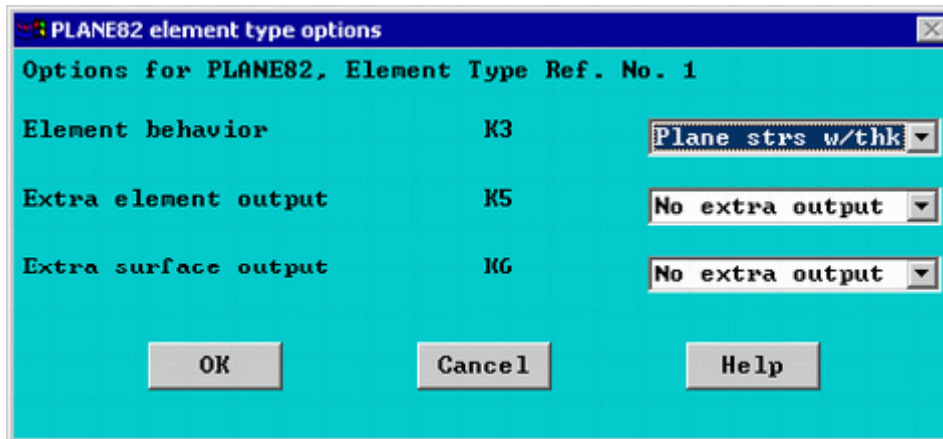 PLANE82 element type options
Options for PLANE82, Element Type Ref. No. 1
Element behavior K3 Plane strs w/thk
Extra element output K5 No extra output
Extra surface output K6 No extra output
OK Cancel Help